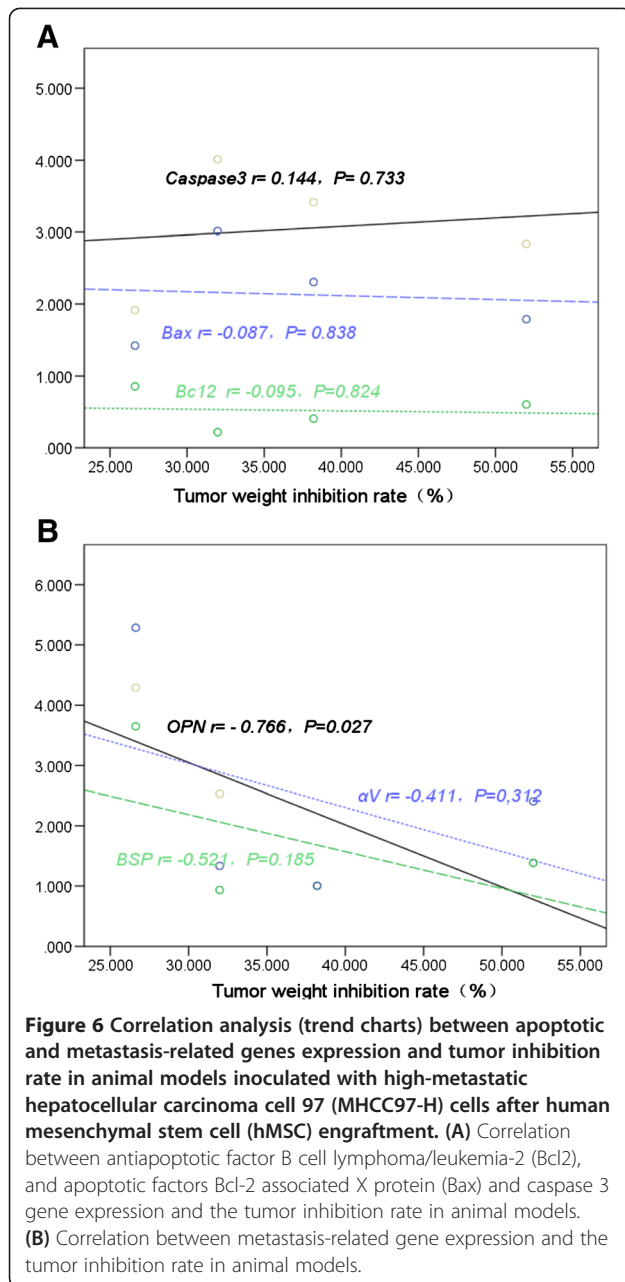 A
5.000
4.000
Caspase3 r= 0.144， P= 0.733
3.000
2.000
Bax r= -0.087， P= 0.838
1.000
Bc12 r= -0.095， P=0.824
.000
25.000 30.000 35.000 40.000 45.000 50.000 55.000
Tumor weight inhibition rate（%）
B
6.000
5.000
4.000
OPN r= - 0.766， P=0.027
3.000
αV r= -0.411， P=0,312
2.000
BSP r= -0.521， P=0.185
1.000
.000
25.000 30.000 35.000 40.000 45.000 50.000 55.000
Tumor weight inhibition rate（%）
Figure 6 Correlation analysis (trend charts) between apoptotic
and metastasis-related genes expression and tumor inhibition
rate in animal models inoculated with high-metastatic
hepatocellular carcinoma cell 97 (MHCC97-H) cells after human
mesenchymal stem cell (hMSC) engraftment. (A) Correlation
between antiapoptotic factor B cell lymphoma/leukemia-2 (Bcl2),
and apoptotic factors Bcl-2 associated X protein (Bax) and caspase 3
gene expression and the tumor inhibition rate in animal models.
(B) Correlation between metastasis-related gene expression and the
tumor inhibition rate in animal models.